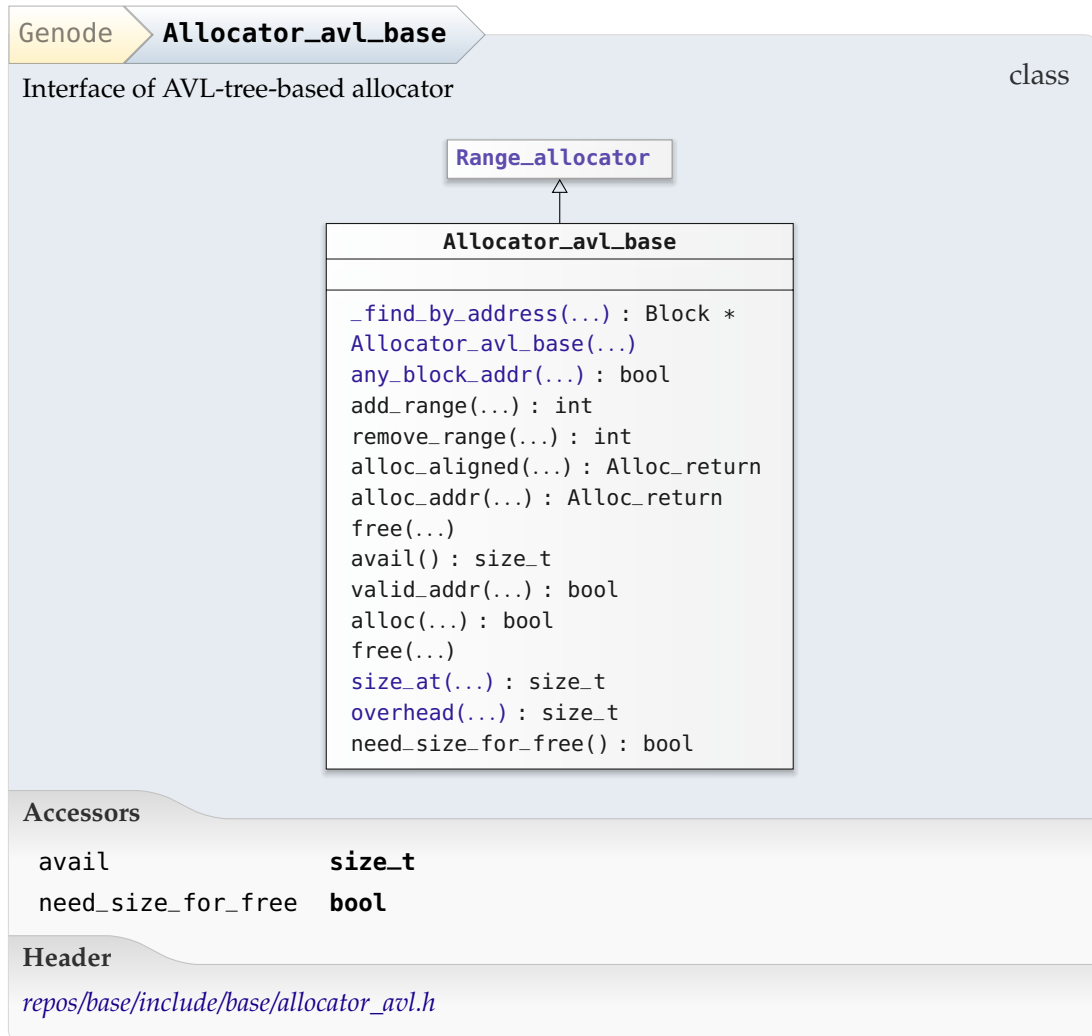 Genode Allocator_avl_base
Interface of AVL-tree-based allocator
class
Range_allocator
Allocator_avl_base
_find_by_address(...) : Block *
Allocator_avl_base(...)
any_block_addr(...) : bool
add_range(...) : int
remove_range(...) : int
alloc_aligned(...) : Alloc_return
alloc_addr(...) : Alloc_return
free(...)
avail() : size_t
valid_addr(...) : bool
alloc(...) : bool
free(...)
size_at(...) : size_t
overhead(...) : size_t
need_size_for_free() : bool
Accessors
avail size_t
need_size_for_free bool
Header
repos/base/include/base/allocator_avl.h